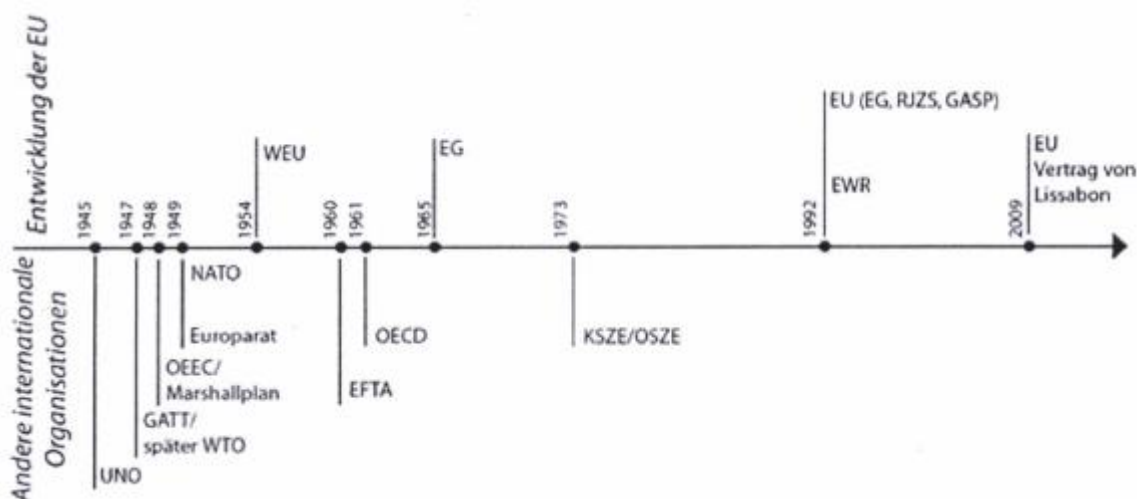 Entwicklung der EU
EU (EG, RJZS, GASP)
WEU
EG
EU
Vertrag von
Lissabon
EWR
1945
1947
1948
1949
1954
1960
1961
1965
1973
1992
2009
Andere internationale
Organisationen
NATO
Europarat
OECD
KSZE/OSZE
OEEC/
Marshallplan
EFTA
GATT/
später WTO
UNO